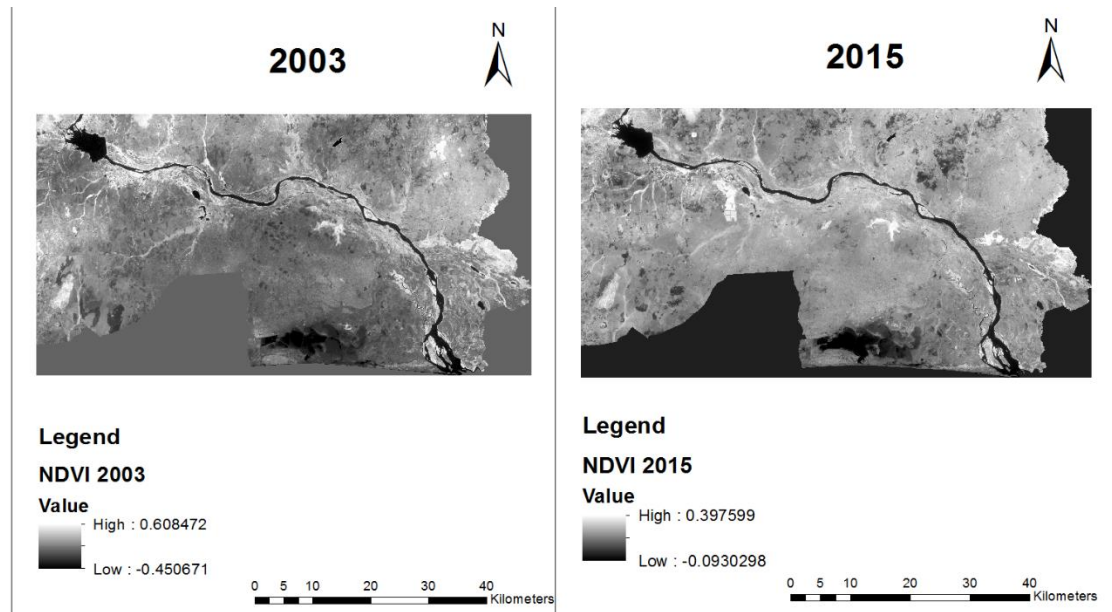 N
2003
Legend
NDVI 2003
Value
High : 0.608472
Low : -0.450671
0 5 10 20 30 40
Kilometers
N
2015
Legend
NDVI 2015
Value
High : 0.397599
Low : -0.0930298
0 5 10 20 30 40
Kilometers